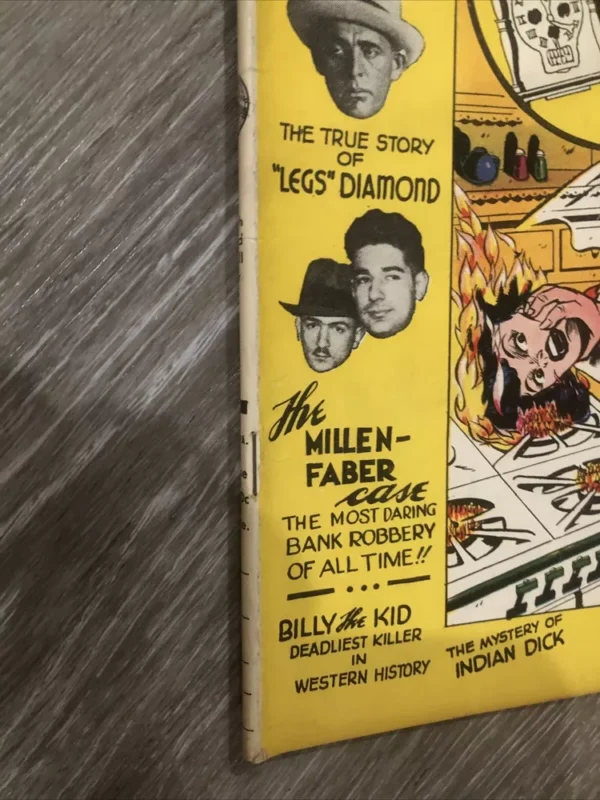 THE TRUE STORY
OF
"LEGS" DIAMOND
The
MILLEN-
FABER
case
THE MOST DARING
BANK ROBBERY
OF ALL TIME!!
BILLY the KID
DEADLIEST KILLER
IN
WESTERN HISTORY
THE MYSTERY OF
INDIAN DICK